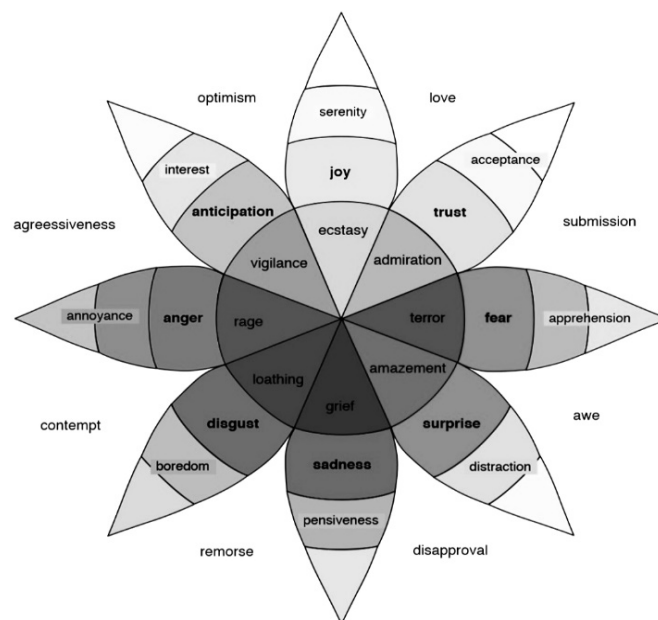 optimism
love
serenity
interest
acceptance
joy
anticipation
trust
agreessiveness
submission
ecstasy
vigilance
admiration
annoyance
anger
rage
terror
fear
apprehension
loathing
amazement
grief
contempt
awe
disgust
surprise
boredom
sadness
distraction
pensiveness
remorse
disapproval